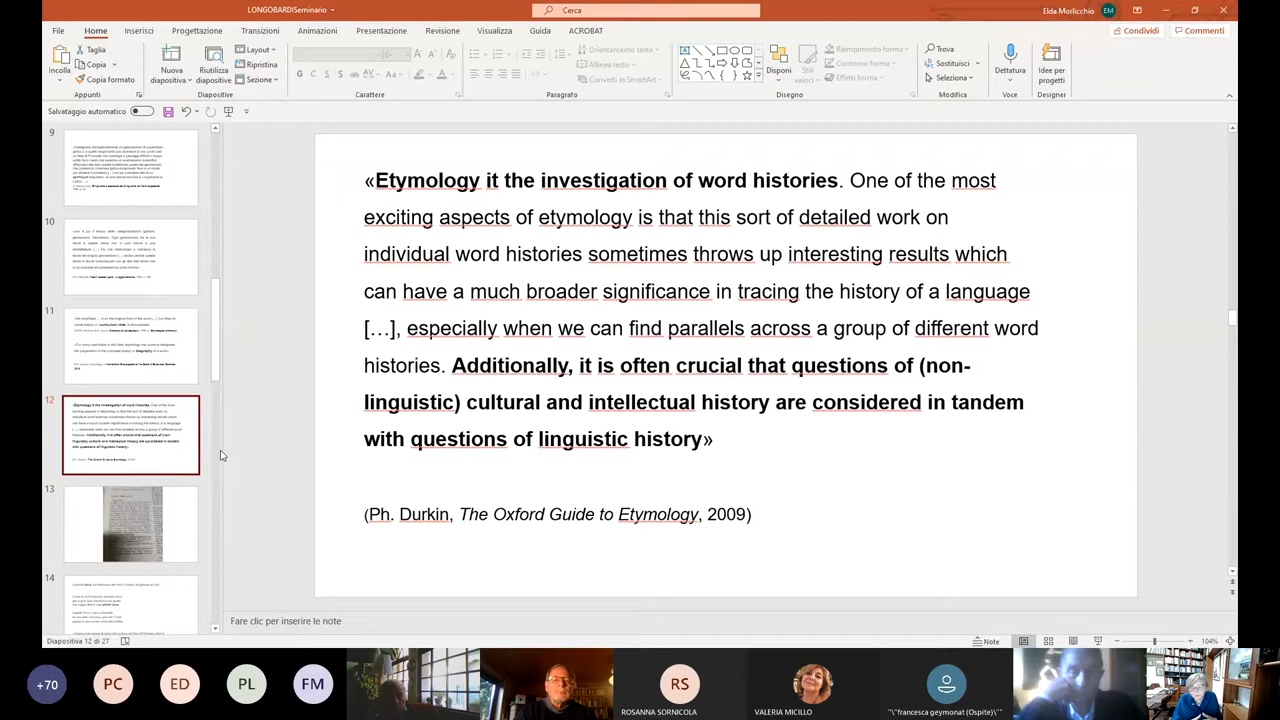 LONGOBARDISeminario
Cerca
Elda Morlicchio
EM
File Home Inserisci Progettazione Transizioni Animazioni Presentazione Revisione Visualizza Guida ACROBAT
Condividi
Commenti
Incolla
Taglia
Copia
Copia formato
Appunti
Nuova diapositiva
Riutilizza diapositive
Layout
Ripristina
Sezione
Diapositive
Carattere
Orientamento testo
Allinea testo
Converti in SmartArt
Paragrafo
Disponi
Stili veloci
Riempimento forma
Contorno forma
Effetti forma
Disegno
Trova
Sostituisci
Seleziona
Modifica
Dettatura
Voce
Idee per progetti
Designer
Salvataggio automatico
9
10
11
12
13
14
«Etymology it the investigation of word histories. One of the most
exciting aspects of etymology is that this sort of detailed work on
individual word histories sometimes throws up interesting results which
can have a much broader significance in tracing the history of a language
[…], especially when we can find parallels across a group of different word
histories. Additionally, it is often crucial that questions of (non-
linguistic) cultural and intellectual history are considered in tandem
with questions of linguistic history»
(Ph. Durkin, The Oxford Guide to Etymology, 2009)
Fare clic per inserire le note
Diapositiva 12 di 27
Note
104%
+70
PC
ED
PL
FM
RS
ROSANNA SORNICOLA
VALERIA MICILLO
"\"francesca geymonat (Ospite)\""